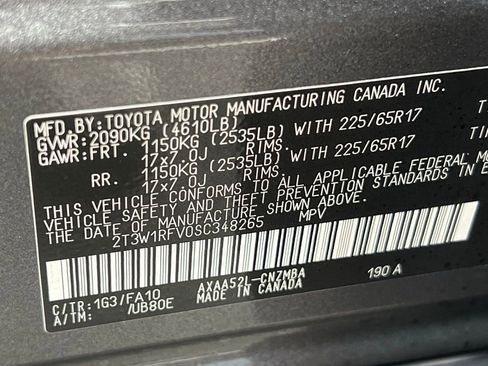 MFD.BY:TOYOTA MOTOR MANUFACTURING CANADA INC.
GVWR:2090KG (4610LB)
GAWR:FRT. 1150KG (2535LB) WITH 225/65R17
17x7.0J RIMS.
RR. 1150KG (2535LB) WITH 225/65R17
17x7.0J RIMS.
THIS VEHICLE CONFORMS TO ALL APPLICABLE FEDERAL MO
VEHICLE SAFETY AND THEFT PREVENTION STANDARDS IN E
THE DATE OF MANUFACTURE SHOWN ABOVE.
2T3W1RFV0SC348265 MPV
AXAA52L-CNZMBA 190A
C/TR:1G3/FA10 MADE IN CANADA
A/TM: /UB80E